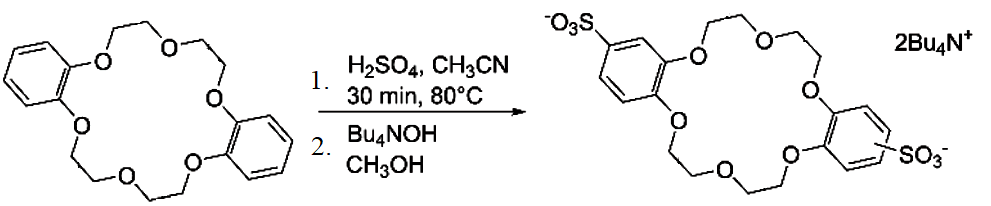 O
O
O
O
O
O
1. H₂SO₄, CH₃CN
30 min, 80°C
2. Bu₄NOH
CH₃OH
⁻O₃S
O
O
O
O
O
O
SO₃⁻
2Bu₄N⁺